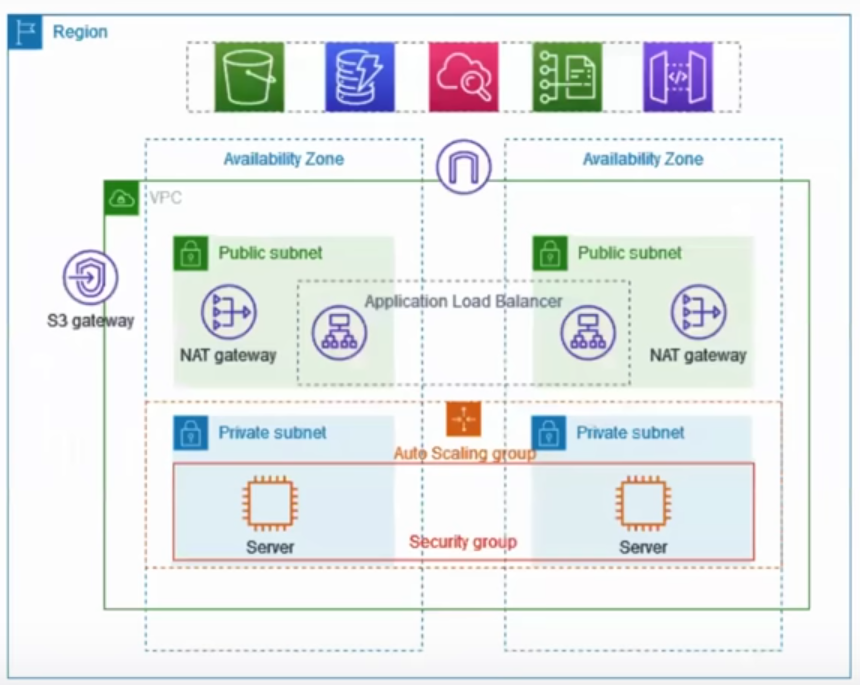 Region
Availability Zone
Availability Zone
VPC
Public subnet
Public subnet
S3 gateway
Application Load Balancer
NAT gateway
NAT gateway
Private subnet
Private subnet
Auto Scaling group
Security group
Server
Server